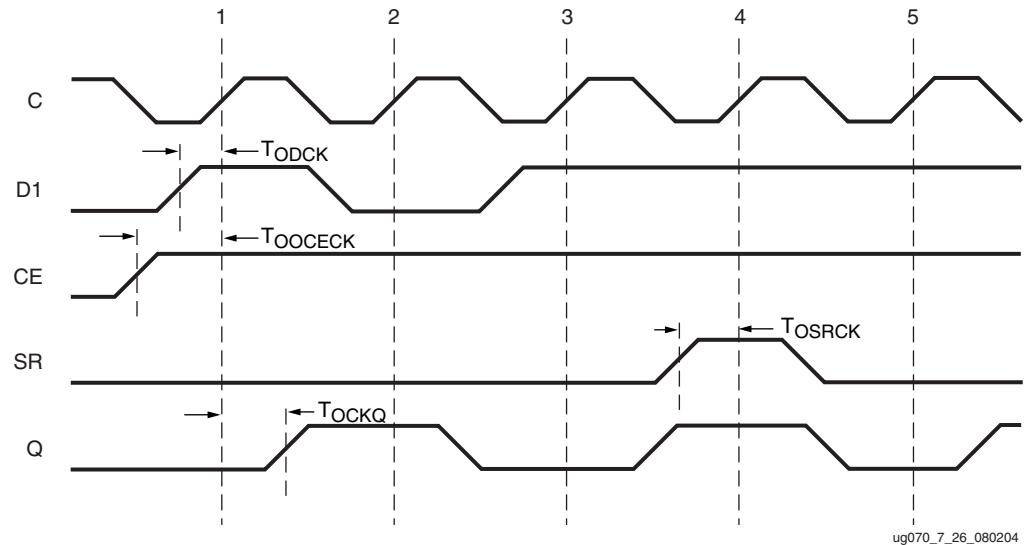 1 2 3 4 5
C
TODCK
D1
TOOCECK
CE
TOSRCK
SR
TOCKQ
Q
ug070_7_26_080204